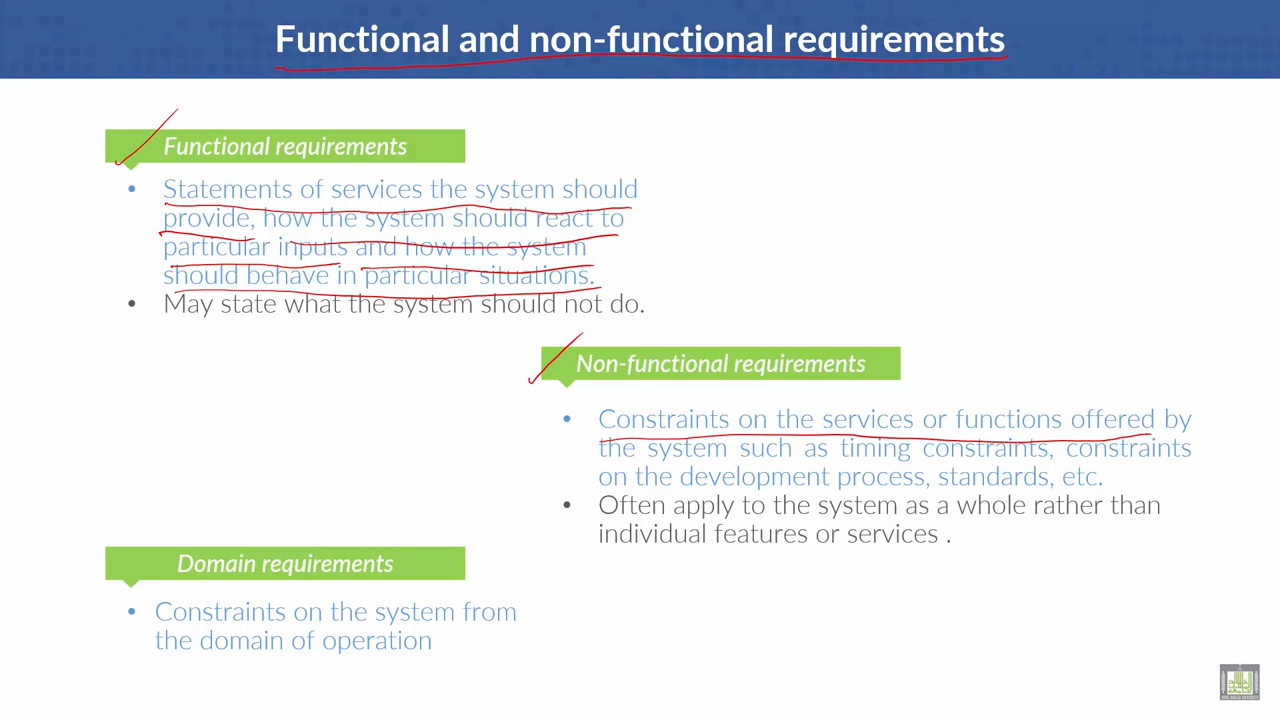 Functional and non-functional requirements
Functional requirements
• Statements of services the system should
provide, how the system should react to
particular inputs and how the system
should behave in particular situations.
• May state what the system should not do.
Non-functional requirements
• Constraints on the services or functions offered by
the system such as timing constraints, constraints
on the development process, standards, etc.
• Often apply to the system as a whole rather than
individual features or services .
Domain requirements
• Constraints on the system from
the domain of operation